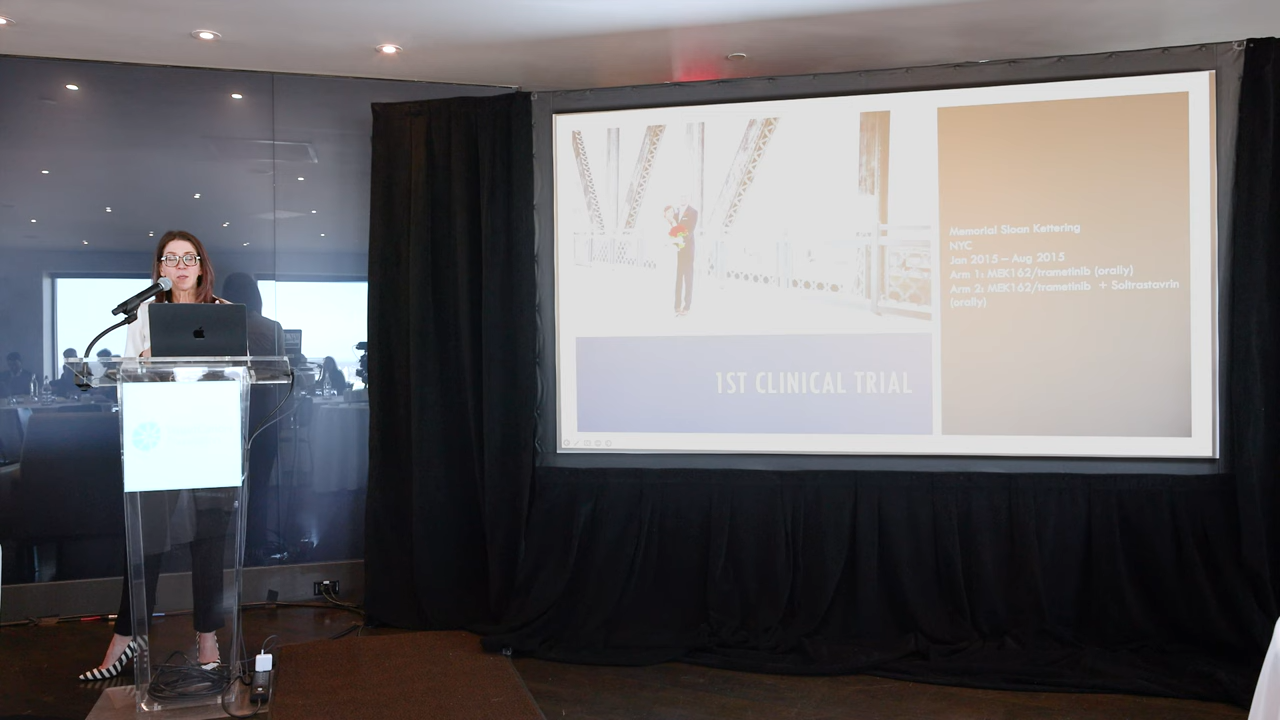 Memorial Sloan Kettering
NYC
Jan 2015 – Aug 2015
Arm 1: MEK162/trametinib (orally)
Arm 2: MEK162/trametinib + Soltrastavrin
(orally)
1ST CLINICAL TRIAL